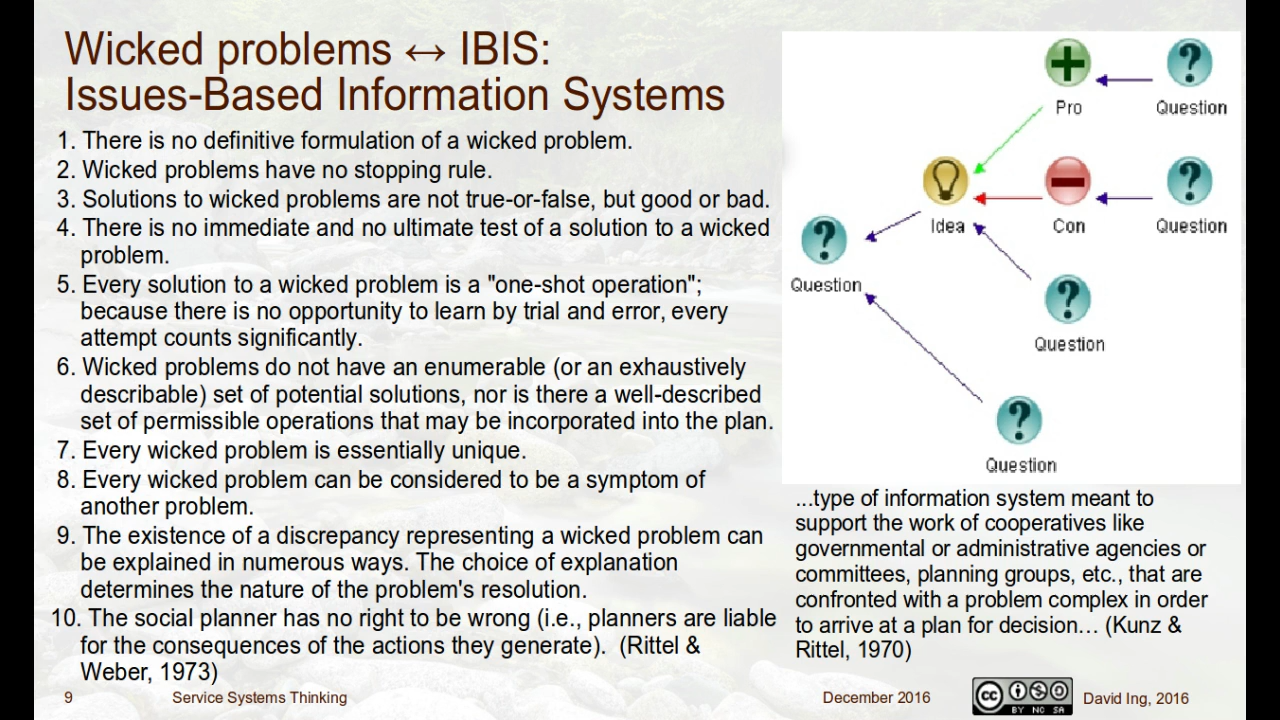 Wicked problems ↔ IBIS:
Issues-Based Information Systems
1. There is no definitive formulation of a wicked problem.
2. Wicked problems have no stopping rule.
3. Solutions to wicked problems are not true-or-false, but good or bad.
4. There is no immediate and no ultimate test of a solution to a wicked
problem.
5. Every solution to a wicked problem is a "one-shot operation";
because there is no opportunity to learn by trial and error, every
attempt counts significantly.
6. Wicked problems do not have an enumerable (or an exhaustively
describable) set of potential solutions, nor is there a well-described
set of permissible operations that may be incorporated into the plan.
7. Every wicked problem is essentially unique.
8. Every wicked problem can be considered to be a symptom of
another problem.
9. The existence of a discrepancy representing a wicked problem can
be explained in numerous ways. The choice of explanation
determines the nature of the problem's resolution.
10. The social planner has no right to be wrong (i.e., planners are liable
for the consequences of the actions they generate). (Rittel &
Weber, 1973)
?
+
Pro
Question
?
Idea
Con
Question
?
Question
?
Question
?
Question
...type of information system meant to
support the work of cooperatives like
governmental or administrative agencies or
committees, planning groups, etc., that are
confronted with a problem complex in order
to arrive at a plan for decision… (Kunz &
Rittel, 1970)
9
Service Systems Thinking
December 2016
cc
BY NC SA
David Ing, 2016